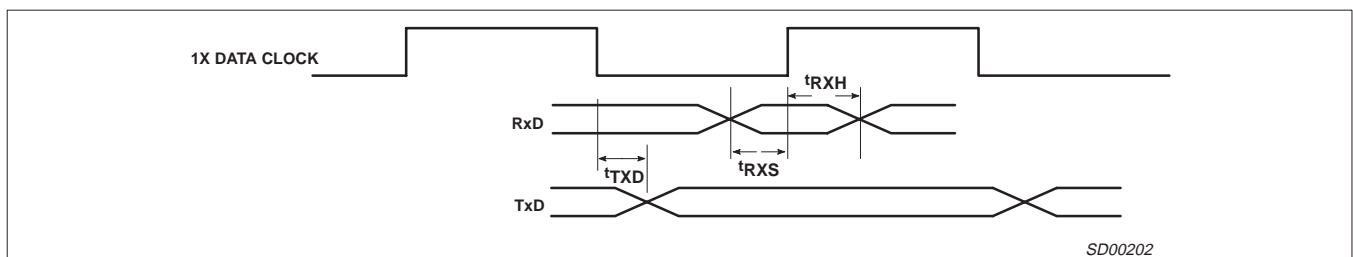 1X DATA CLOCK
tRXH
RxD
tRXS
tTXD
TxD
SD00202